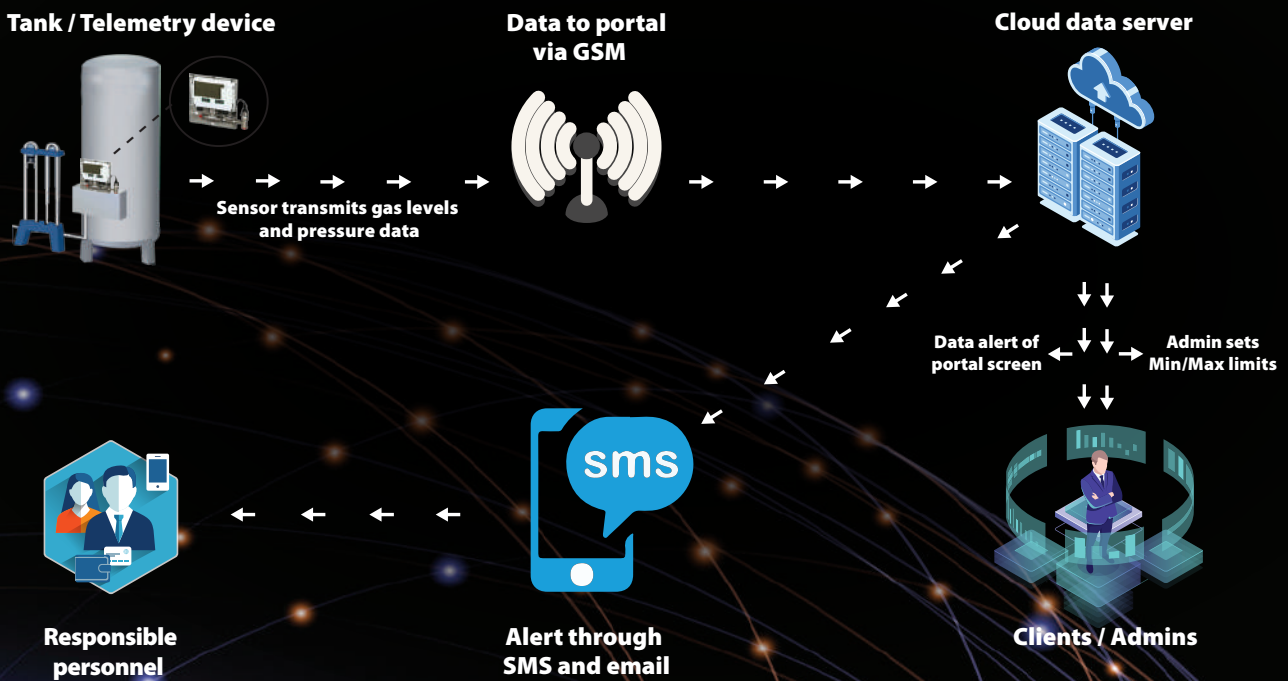 Tank / Telemetry device
Data to portal
via GSM
Cloud data server
Sensor transmits gas levels
and pressure data
Data alert of
portal screen
Admin sets
Min/Max limits
sms
Responsible
personnel
Alert through
SMS and email
Clients / Admins